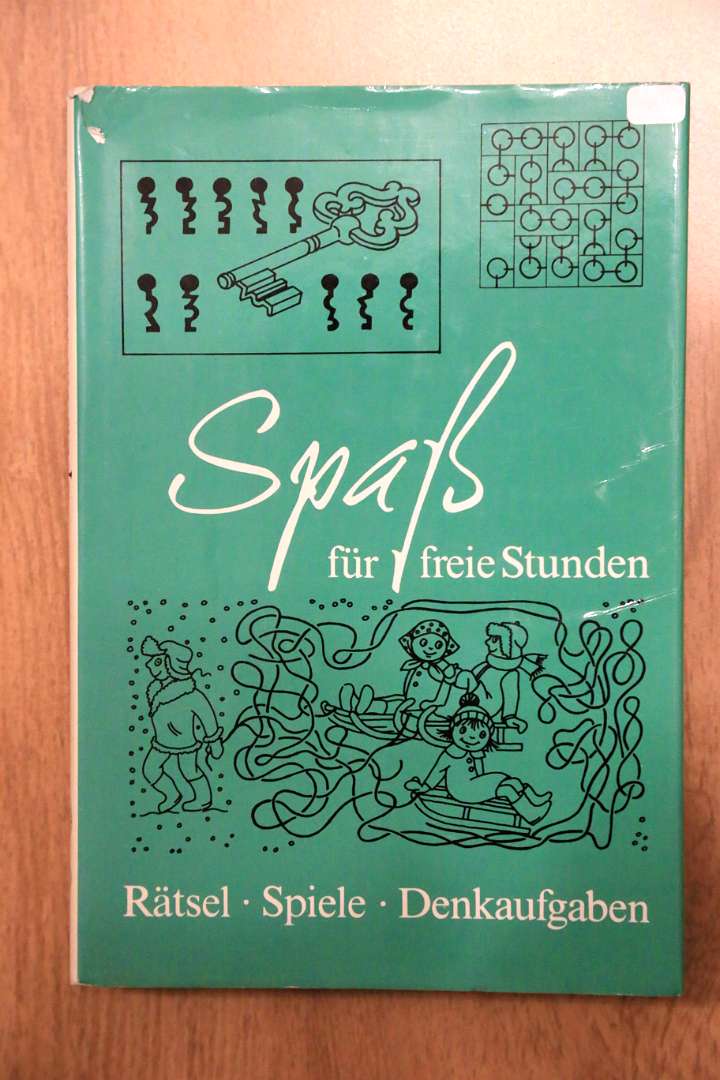 Spaß
für freie Stunden
Rätsel · Spiele · Denkaufgaben